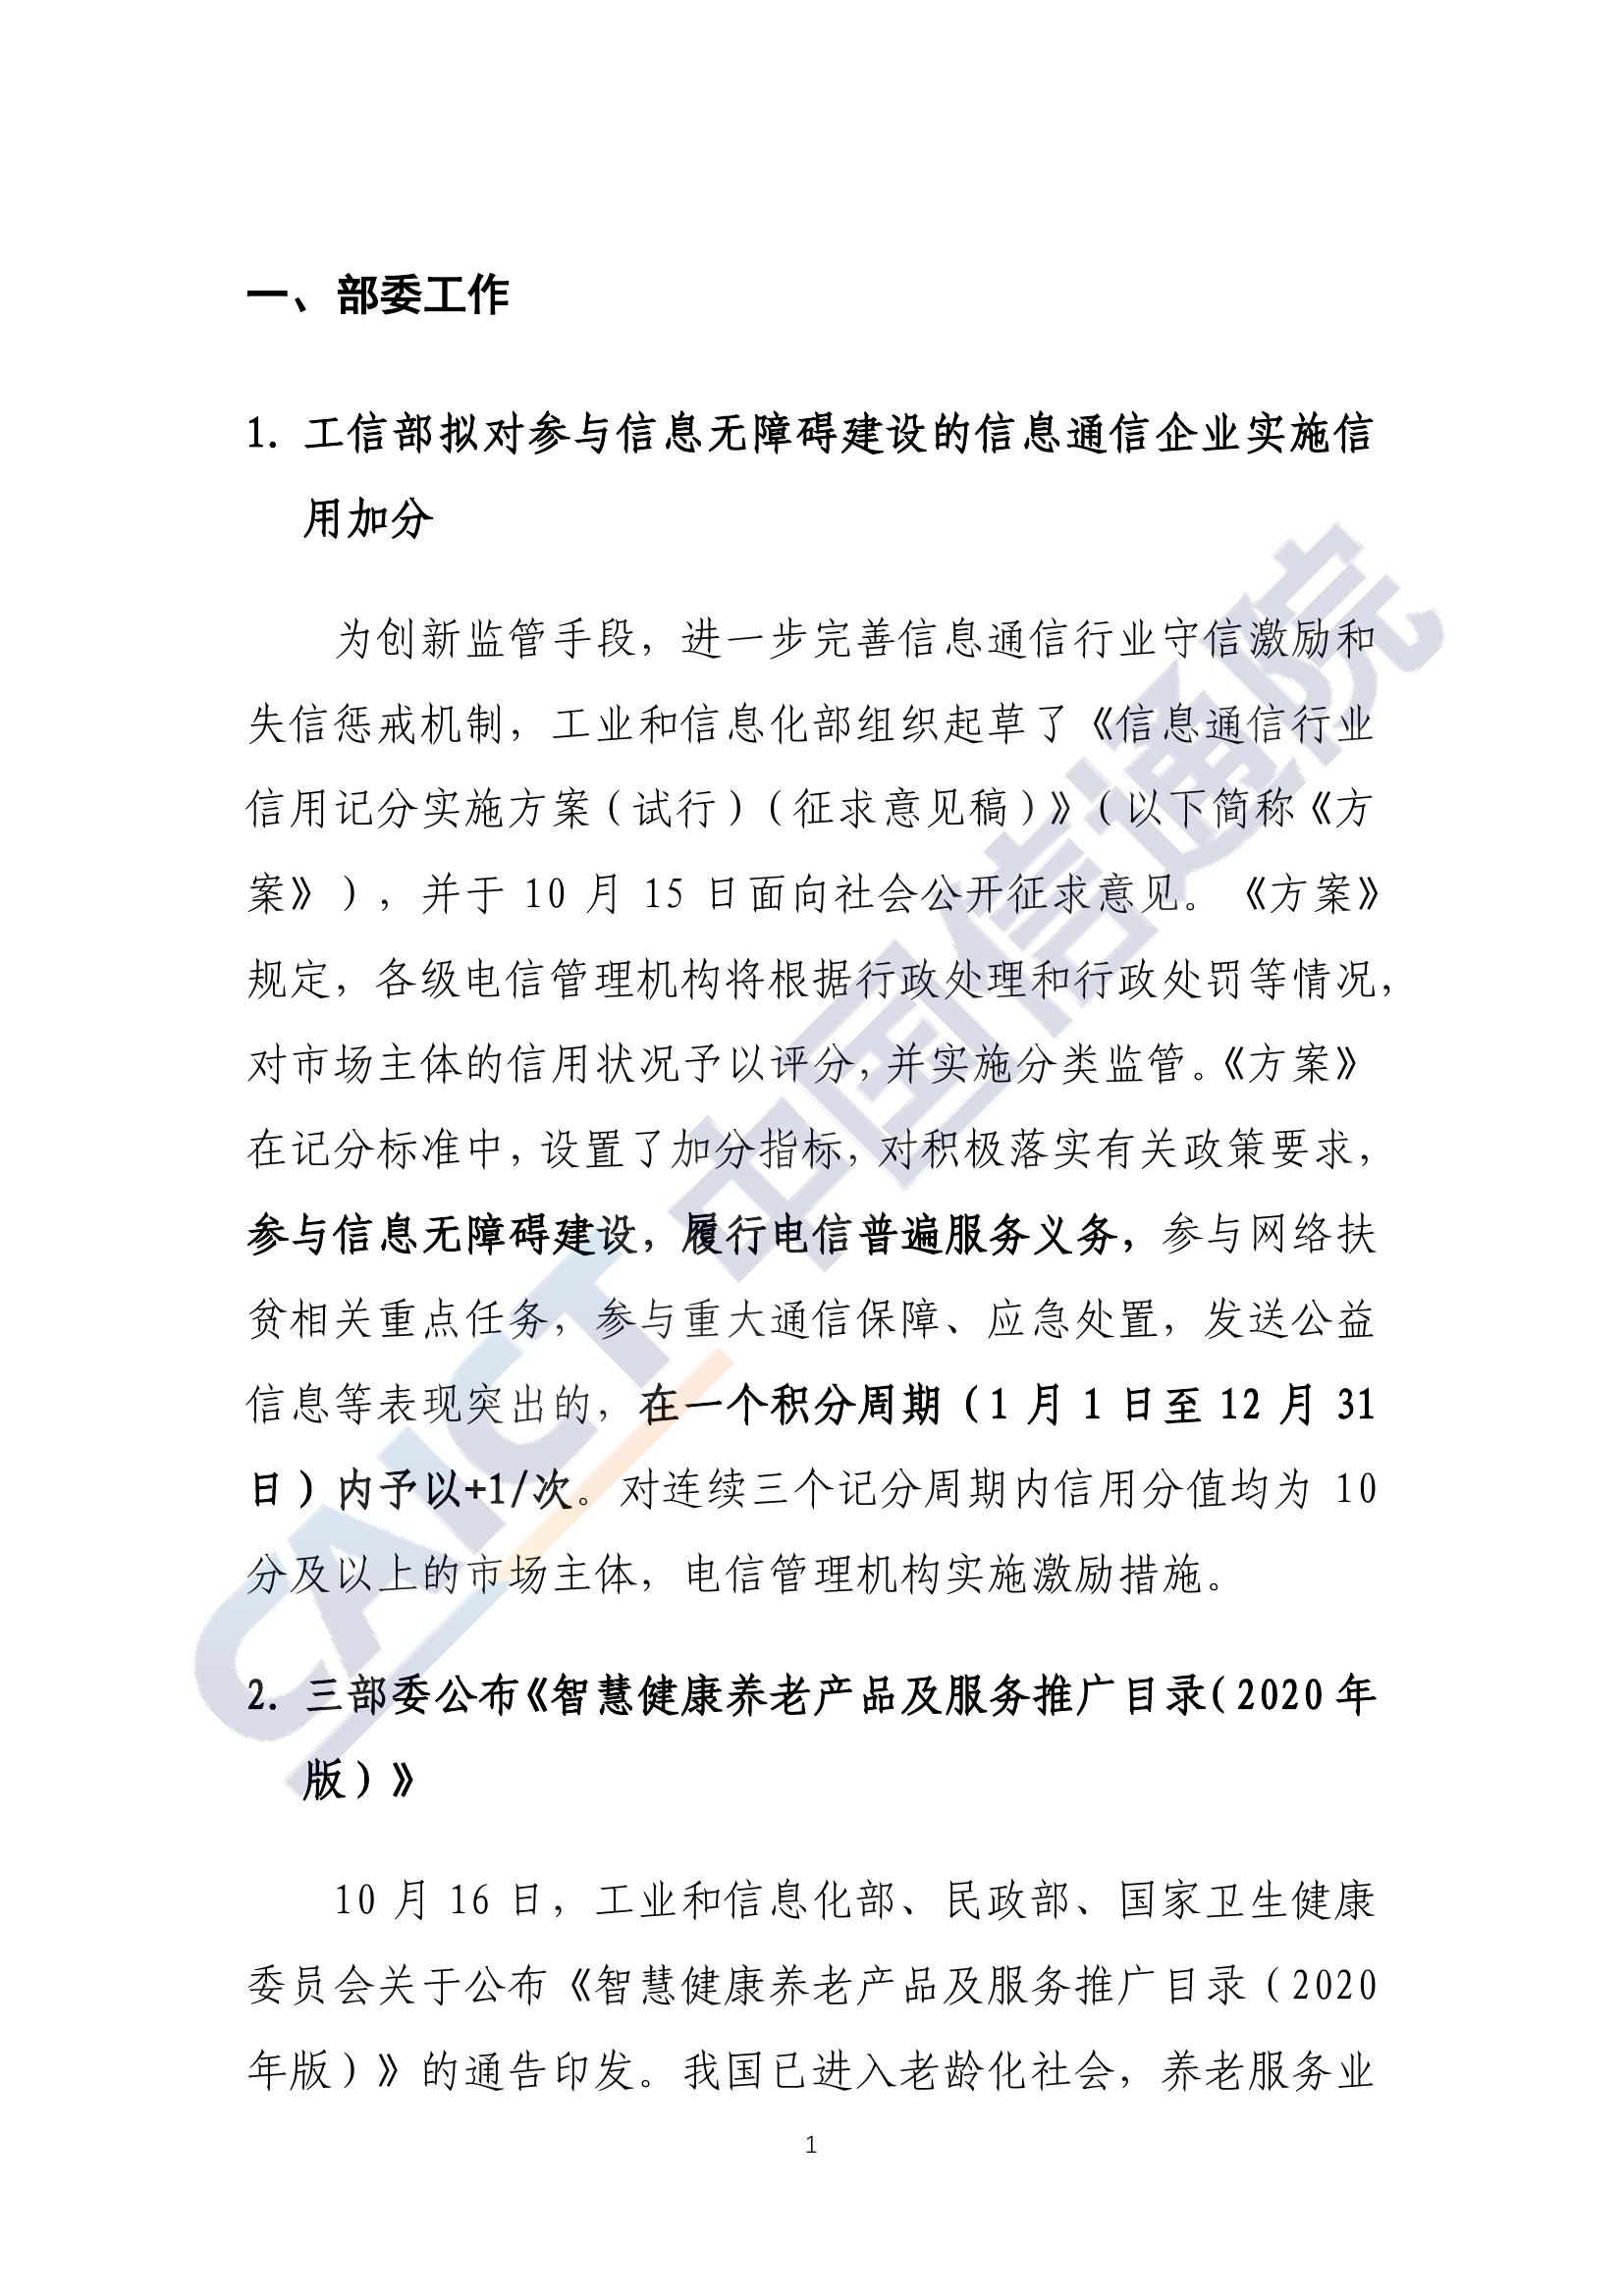 一、部委工作
1. 工信部拟对参与信息无障碍建设的信息通信企业实施信
用加分
为创新监管手段，进一步完善信息通信行业守信激励和
失信惩戒机制，工业和信息化部组织起草了《信息通信行业
信用记分实施方案（试行）（征求意见稿）》（以下简称《方
案》），并于 10 月 15 日面向社会公开征求意见。《方案》
规定，各级电信管理机构将根据行政处理和行政处罚等情况，
对市场主体的信用状况予以评分，并实施分类监管。《方案》
在记分标准中，设置了加分指标，对积极落实有关政策要求，
参与信息无障碍建设，履行电信普遍服务义务，参与网络扶
贫相关重点任务，参与重大通信保障、应急处置，发送公益
信息等表现突出的，在一个积分周期（1 月 1 日至 12 月 31
日）内予以+1/次。对连续三个记分周期内信用分值均为 10
分及以上的市场主体，电信管理机构实施激励措施。
2. 三部委公布《智慧健康养老产品及服务推广目录（2020 年
版）》
10 月 16 日，工业和信息化部、民政部、国家卫生健康
委员会关于公布《智慧健康养老产品及服务推广目录（2020
年版）》的通告印发。我国已进入老龄化社会，养老服务业
1
CAICT 中国信通院